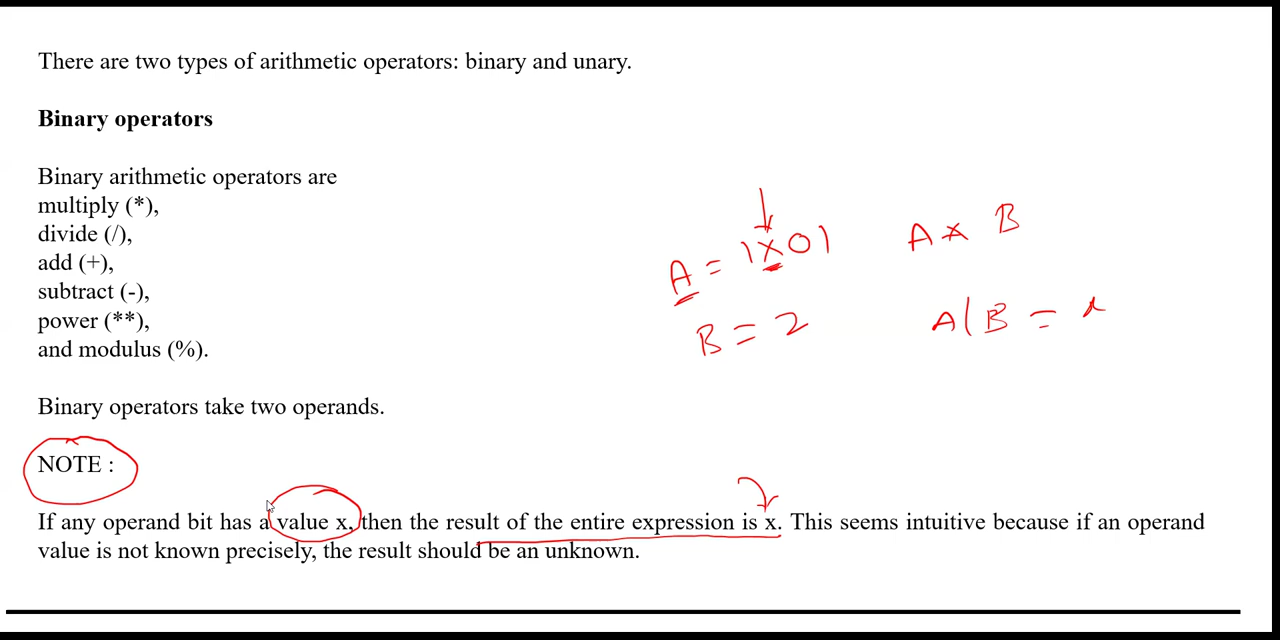 There are two types of arithmetic operators: binary and unary.
Binary operators
Binary arithmetic operators are
multiply (*),
divide (/),
add (+),
subtract (-),
power (**),
and modulus (%).
A = 1X01
B = 2
A x B
A/B = x
Binary operators take two operands.
NOTE :
If any operand bit has a value x, then the result of the entire expression is x. This seems intuitive because if an operand
value is not known precisely, the result should be an unknown.